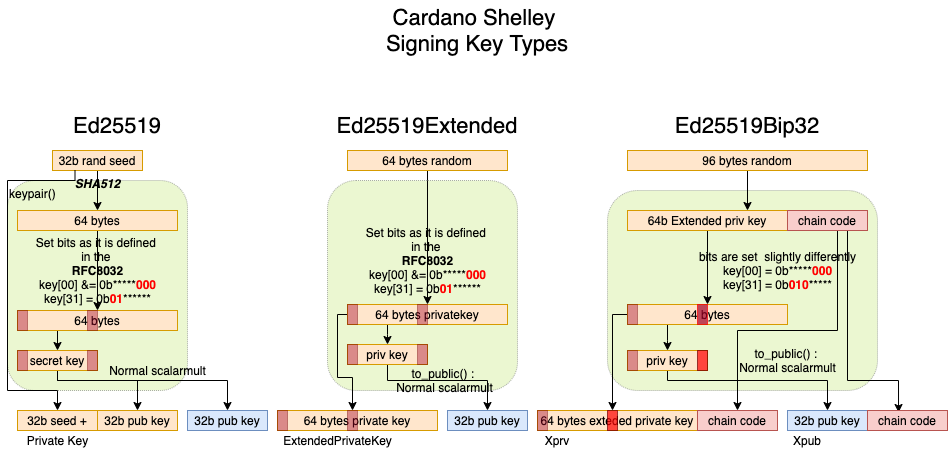 Cardano Shelley
Signing Key Types
Ed25519
32b rand seed
SHA512
keypair()
64 bytes
Set bits as it is defined
in the
RFC8032
key[00] &= 0b*****000
key[31] = 0b01******
64 bytes
secret key
Normal scalarmult
32b seed +
32b pub key
32b pub key
Private Key
Ed25519Extended
64 bytes random
Set bits as it is defined
in the
RFC8032
key[00] &= 0b*****000
key[31] = 0b01******
64 bytes privatekey
priv key
to_public() :
Normal scalarmult
64 bytes private key
32b pub key
ExtendedPrivateKey
Ed25519Bip32
96 bytes random
64b Extended priv key
chain code
bits are set slightly differently
key[00] = 0b*****000
key[31] = 0b010*****
64 bytes
priv key
to_public() :
Normal scalarmult
64 bytes exteded private key
chain code
32b pub key
chain code
Xprv
Xpub